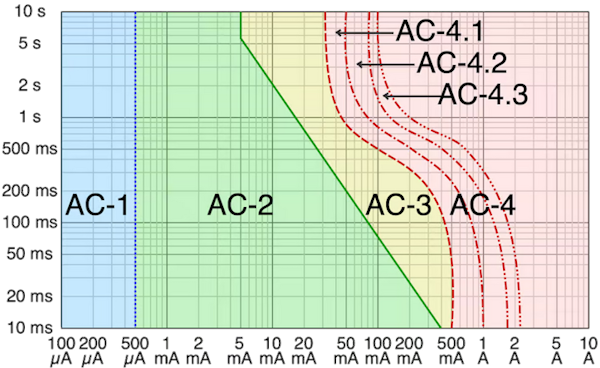 10 s
5 s
AC-4.1
AC-4.2
2 s
AC-4.3
1 s
500 ms
200 ms
AC-1 AC-2 AC-3 AC-4
100 ms
50 ms
20 ms
10 ms
100 200 500 1 2 5 10 20 50 100 200 500 1 2 5 10
µA µA µA mA mA mA mA mA mA mA mA mA A A A A